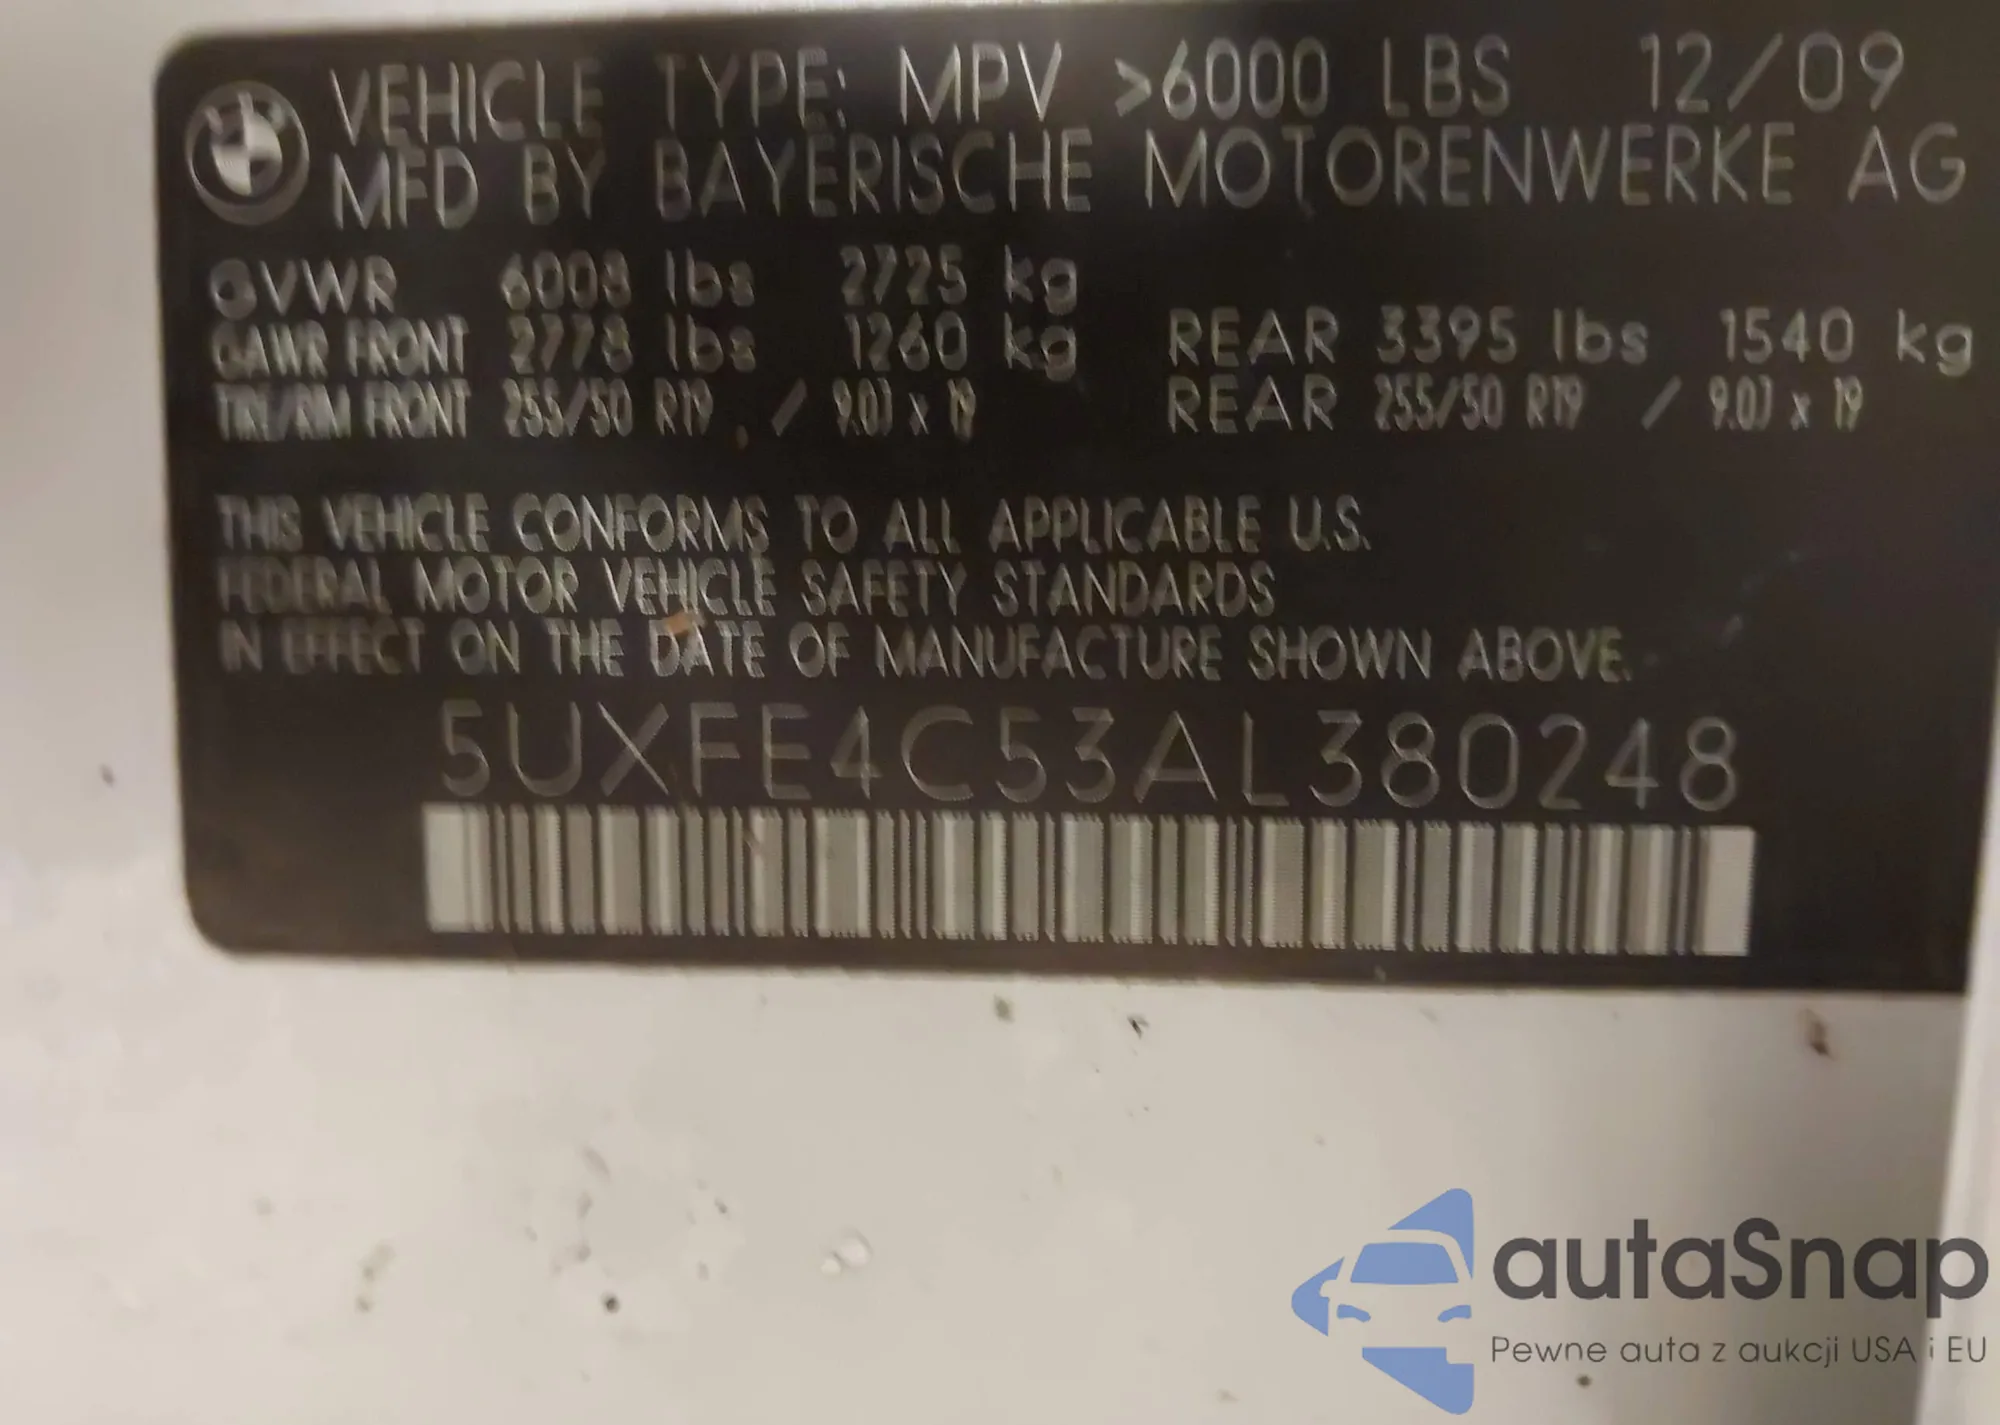 VEHICLE TYPE: MPV >6000 LBS 12/09
MFD BY BAYERISCHE MOTORENWERKE AG
GVWR 6008 lbs 2725 kg
GAWR FRONT 2778 lbs 1260 kg REAR 3395 lbs 1540 kg
TIRE/RIM FRONT 255/50 R19 / 9.0J x 19 REAR 255/50 R19 / 9.0J x 19
THIS VEHICLE CONFORMS TO ALL APPLICABLE U.S.
FEDERAL MOTOR VEHICLE SAFETY STANDARDS
IN EFFECT ON THE DATE OF MANUFACTURE SHOWN ABOVE.
5UXFE4C53AL380248
autaSnap
Pewne auta z aukcji USA i EU